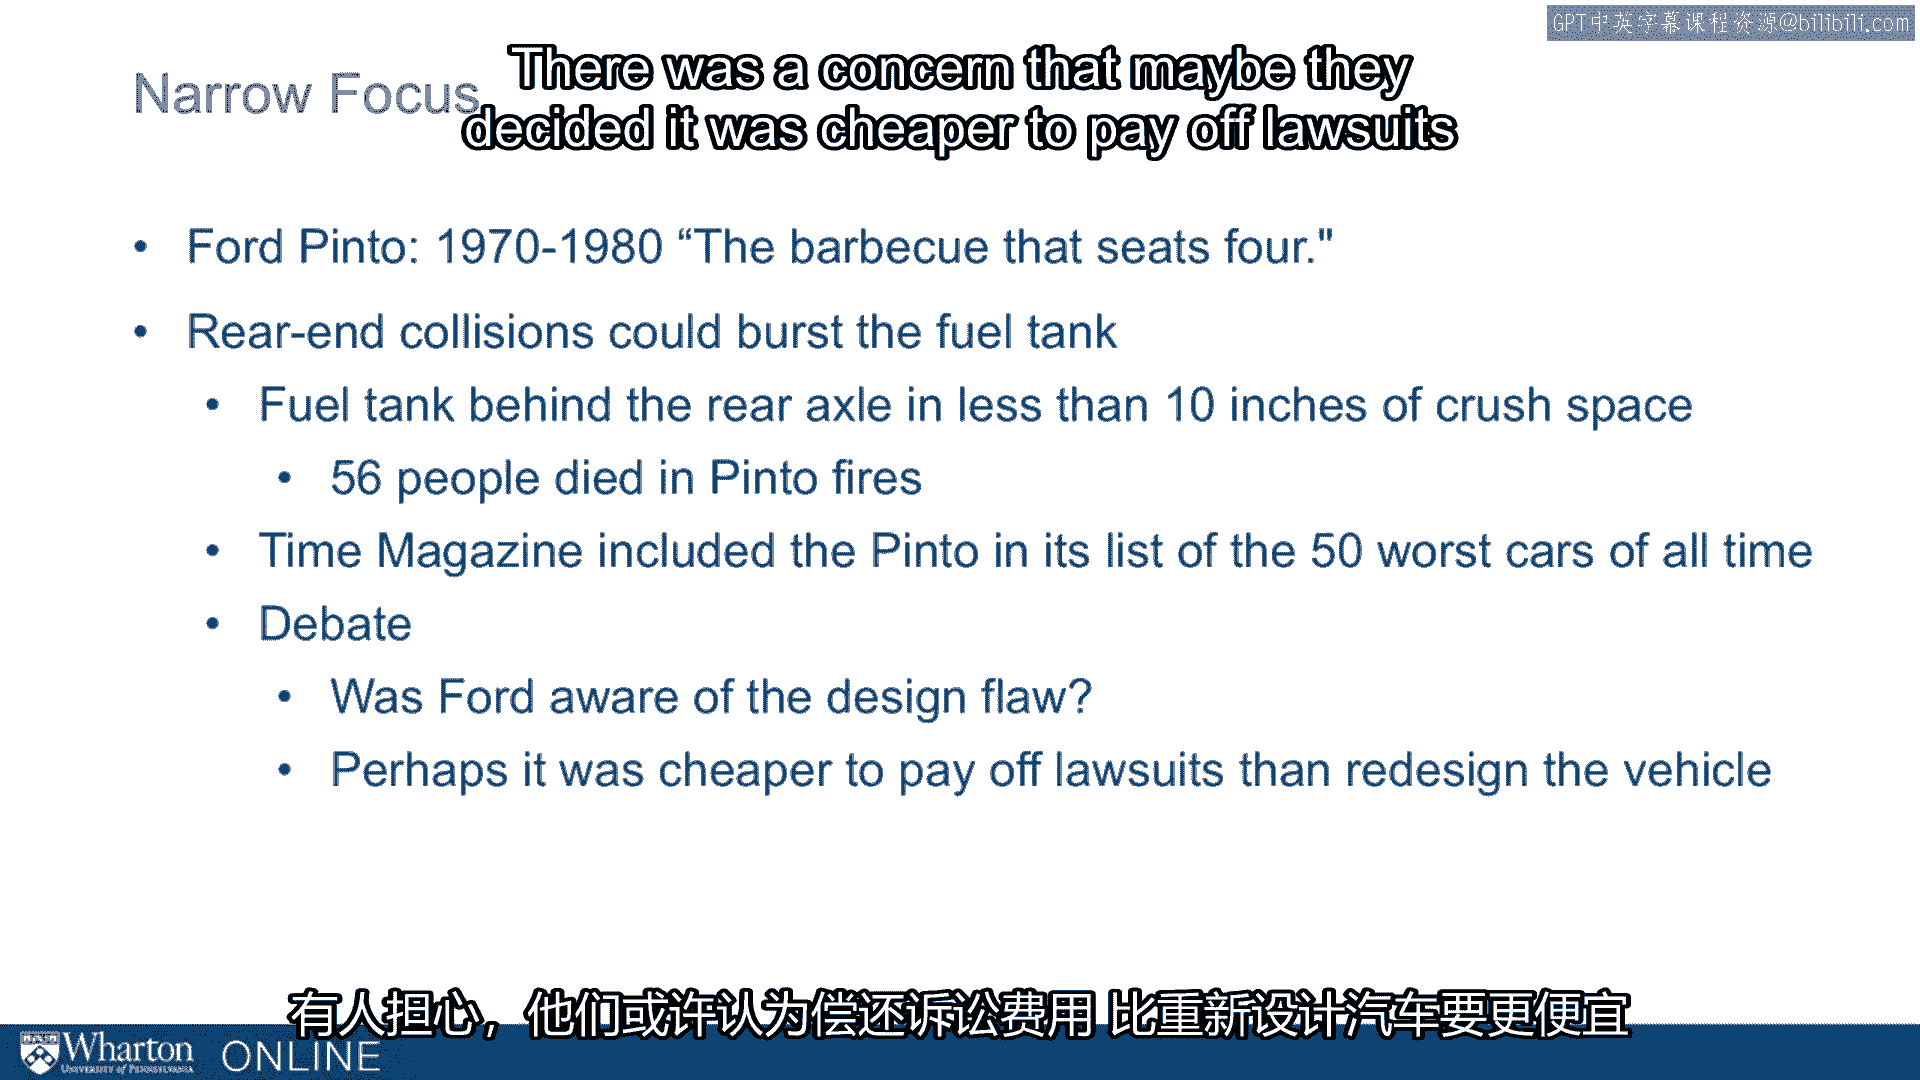 GPT中英字幕课程资源@bilibili.com
There was a concern that maybe they
decided it was cheaper to pay off lawsuits
Narrow Focus
• Ford Pinto: 1970-1980 “The barbecue that seats four."
• Rear-end collisions could burst the fuel tank
• Fuel tank behind the rear axle in less than 10 inches of crush space
• 56 people died in Pinto fires
• Time Magazine included the Pinto in its list of the 50 worst cars of all time
• Debate
• Was Ford aware of the design flaw?
• Perhaps it was cheaper to pay off lawsuits than redesign the vehicle
有人担心，他们或许认为偿还诉讼费用 比重新设计汽车要更便宜
Wharton ONLINE
UNIVERSITY of PENNSYLVANIA